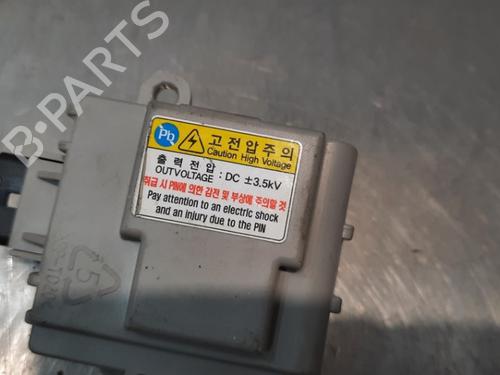 B-PARTS
Pb
고전압주의
Caution High Voltage
출 력 전 압 : DC ±3.5kV
OUTVOLTAGE
취급 시 PIN에 의한 감전 및 부상에 주의할 것
Pay attention to an electric shock
and an injury due to the PIN
5